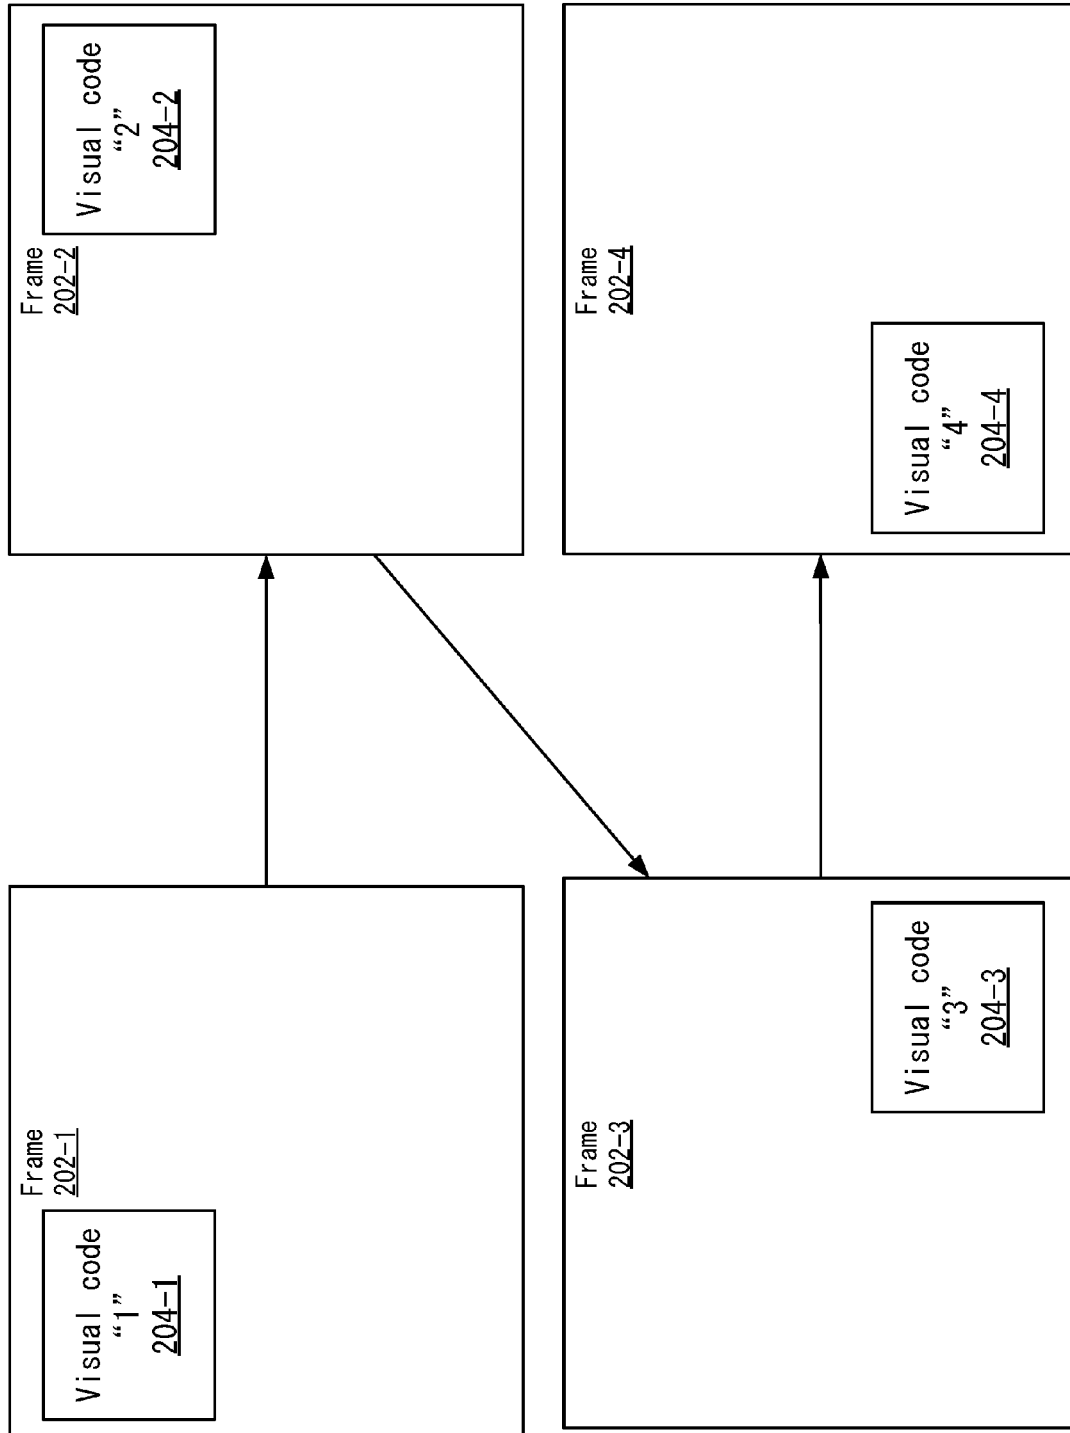 Frame
202-1
Visual code
“1”
204-1
Frame
202-2
Visual code
“2”
204-2
Frame
202-3
Visual code
“3”
204-3
Frame
202-4
Visual code
“4”
204-4